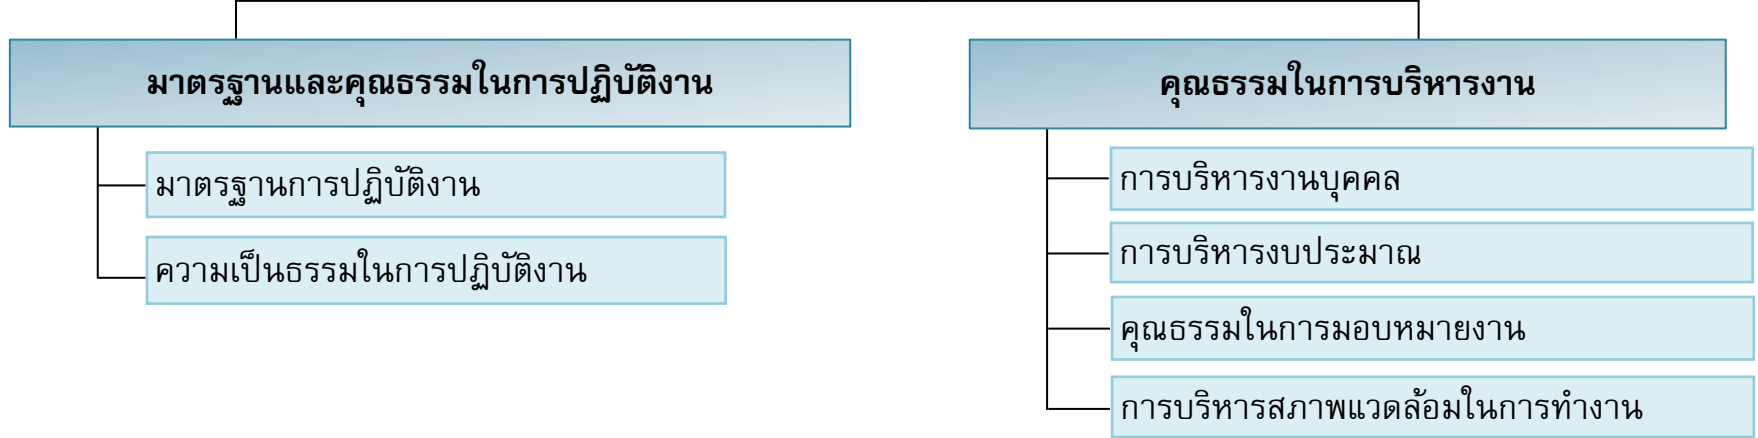 มาตรฐานและคุณธรรมในการปฏิบัติงาน
มาตรฐานการปฏิบัติงาน
ความเป็นธรรมในการปฏิบัติงาน
คุณธรรมในการบริหารงาน
การบริหารงานบุคคล
การบริหารงบประมาณ
คุณธรรมในการมอบหมายงาน
การบริหารสภาพแวดล้อมในการทำงาน